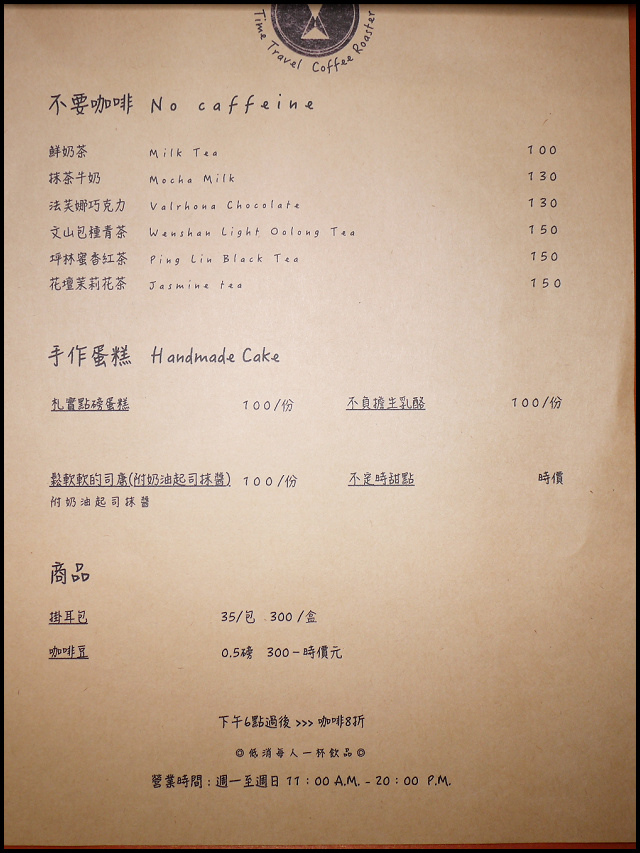 Time Travel Coffee Roaster
不要咖啡 No caffeine
鮮奶茶 Milk Tea 100
抹茶牛奶 Mocha Milk 130
法芙娜巧克力 Valrhona Chocolate 130
文山包種青茶 Wenshan Light Oolong Tea 150
坪林蜜香紅茶 Ping Lin Black Tea 150
花壇茉莉花茶 Jasmine tea 150
手作蛋糕 Handmade Cake
札實點磅蛋糕 100/份 不負擔生乳酪 100/份
鬆軟軟的司康(附奶油起司抹醬) 100/份 不定時甜點 時價
附奶油起司抹醬
商品
掛耳包 35/包 300/盒
咖啡豆 0.5磅 300-時價元
下午6點過後 >>> 咖啡8折
◎低消每人一杯飲品◎
營業時間：週一至週日 11：00 A.M. - 20：00 P.M.